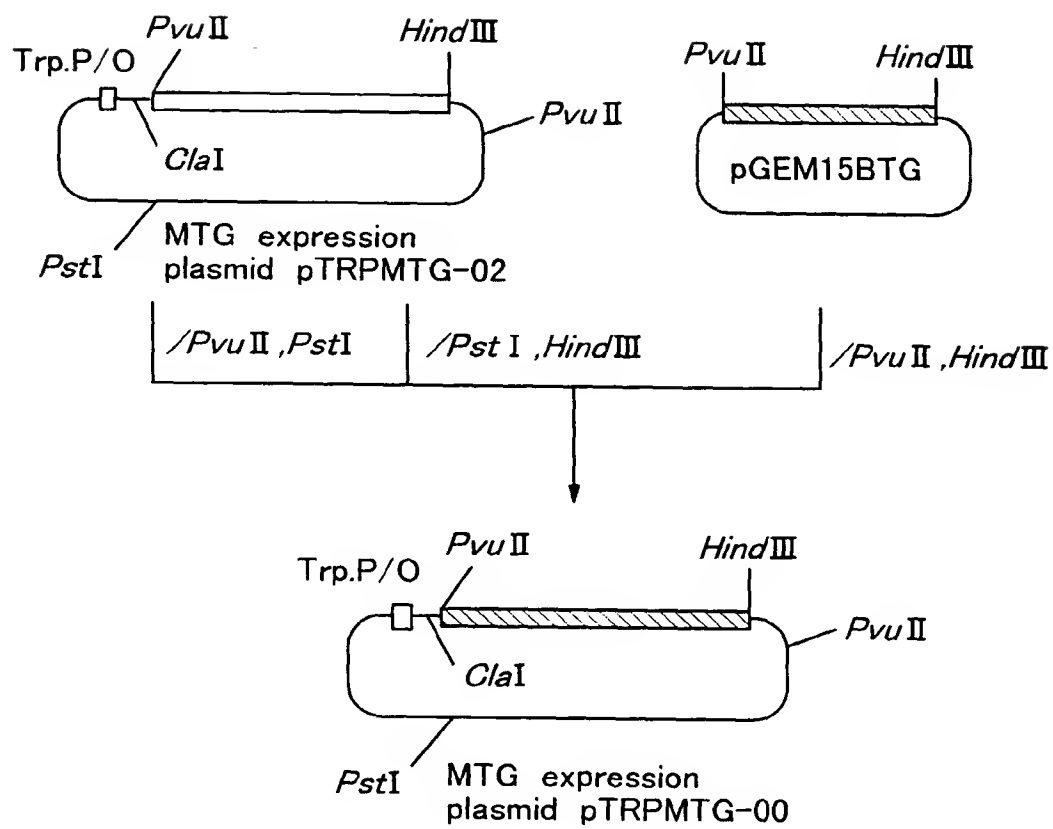 PvuⅡ
HindⅢ
Trp.P/O
PvuⅡ
ClaⅠ
PstⅠ
MTG expression
plasmid pTRPMTG-02
PvuⅡ
HindⅢ
pGEM15BTG
/PvuⅡ,PstⅠ
/PstⅠ,HindⅢ
/PvuⅡ,HindⅢ
PvuⅡ
HindⅢ
Trp.P/O
PvuⅡ
ClaⅠ
PstⅠ
MTG expression
plasmid pTRPMTG-00